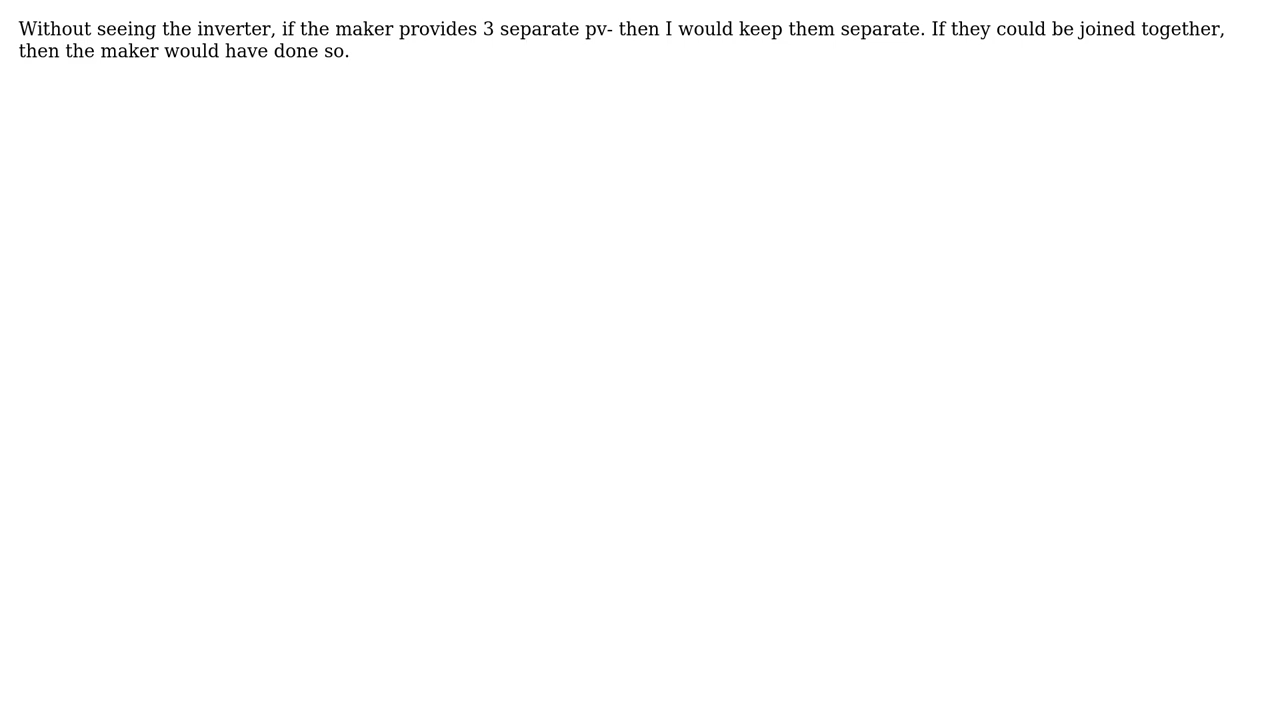 Without seeing the inverter, if the maker provides 3 separate pv- then I would keep them separate. If they could be joined together,
then the maker would have done so.